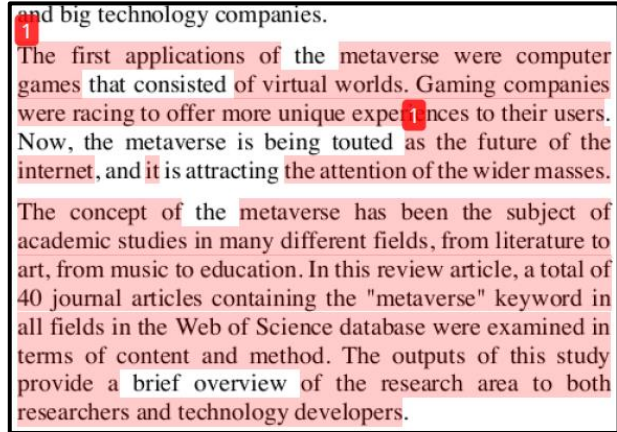 and big technology companies.
1
The first applications of the metaverse were computer
games that consisted of virtual worlds. Gaming companies
were racing to offer more unique experiences to their users.
1
Now, the metaverse is being touted as the future of the
internet, and it is attracting the attention of the wider masses.
The concept of the metaverse has been the subject of
academic studies in many different fields, from literature to
art, from music to education. In this review article, a total of
40 journal articles containing the "metaverse" keyword in
all fields in the Web of Science database were examined in
terms of content and method. The outputs of this study
provide a brief overview of the research area to both
researchers and technology developers.